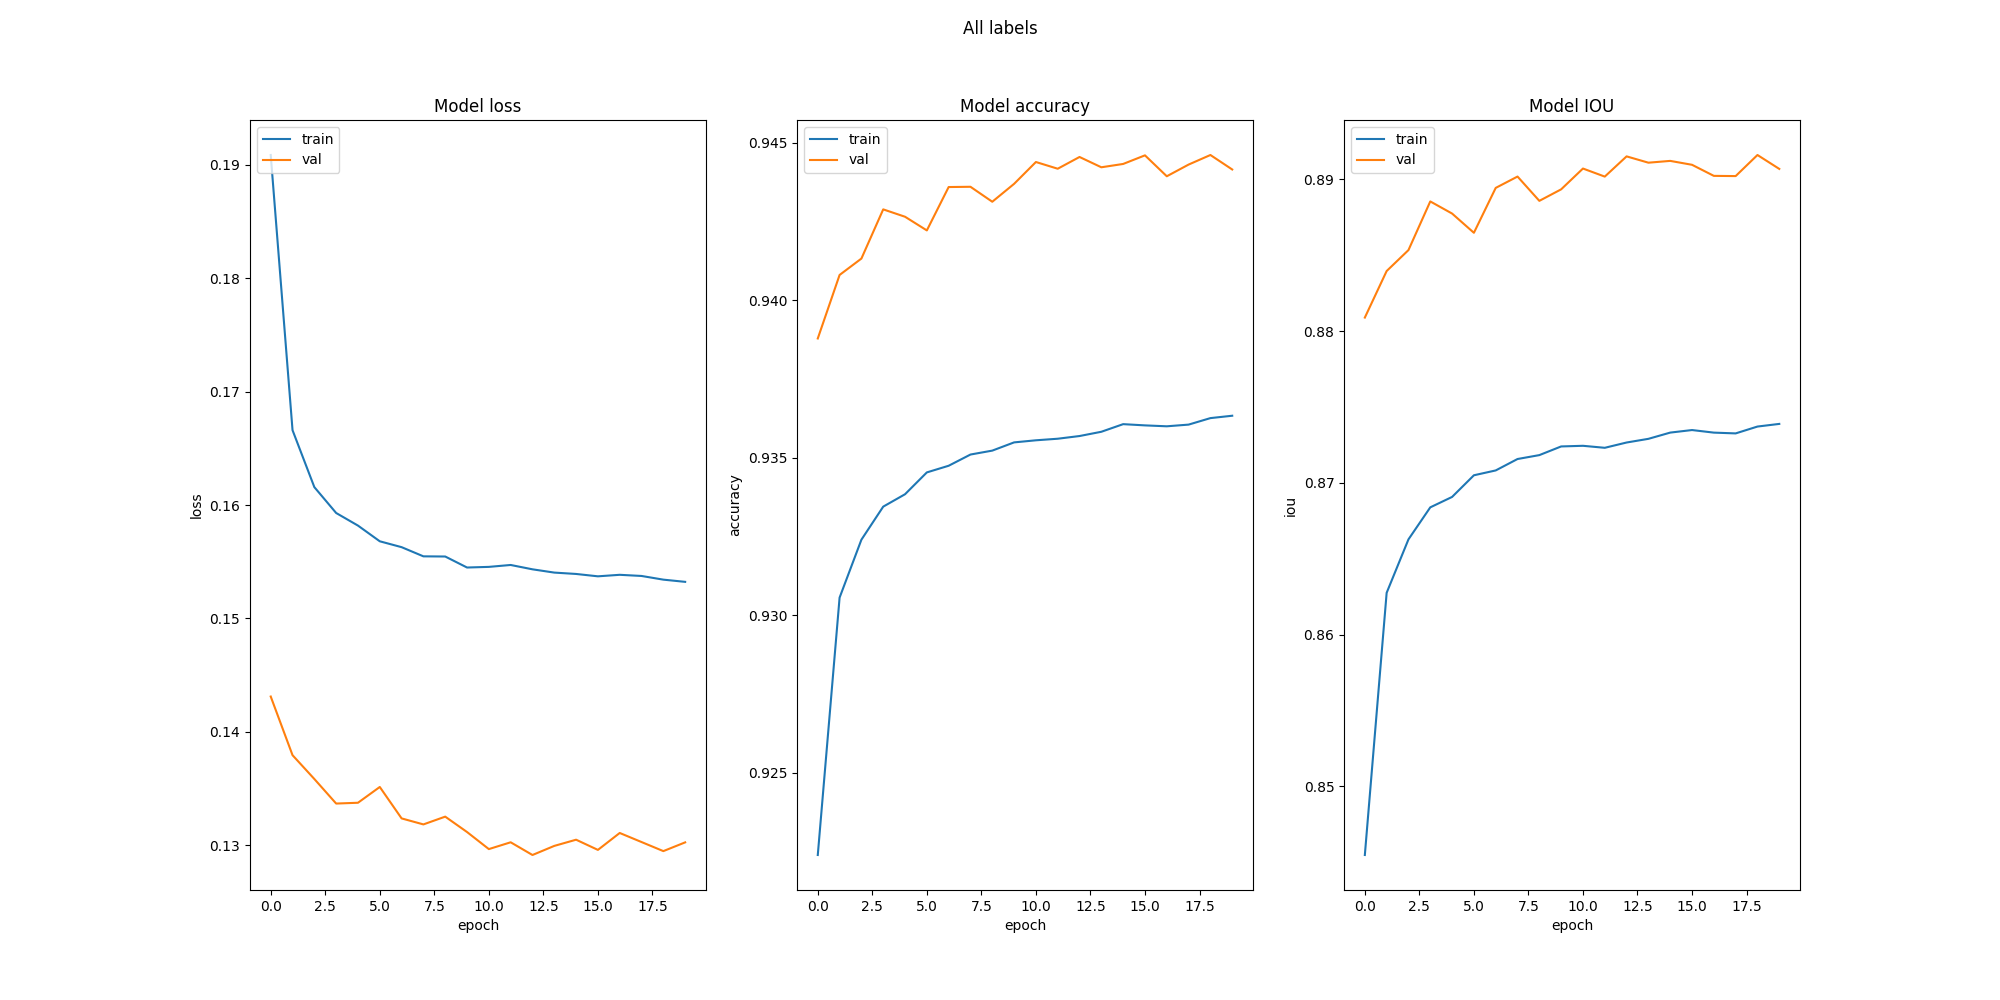 All labels
Model loss
train
val
0.19
0.18
0.17
0.16
0.15
0.14
0.13
loss
0.0 2.5 5.0 7.5 10.0 12.5 15.0 17.5
epoch
Model accuracy
train
val
0.945
0.940
0.935
0.930
0.925
accuracy
0.0 2.5 5.0 7.5 10.0 12.5 15.0 17.5
epoch
Model IOU
train
val
0.89
0.88
0.87
0.86
0.85
iou
0.0 2.5 5.0 7.5 10.0 12.5 15.0 17.5
epoch